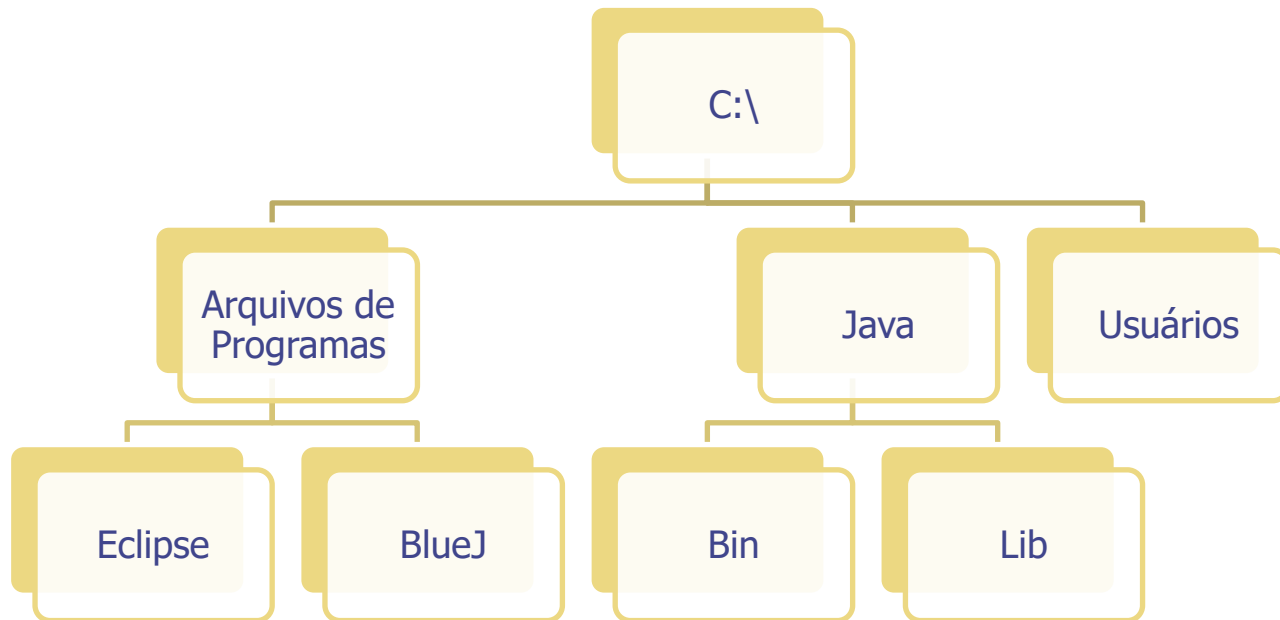 C:\
Arquivos de
Programas
Java
Usuários
Eclipse
BlueJ
Bin
Lib